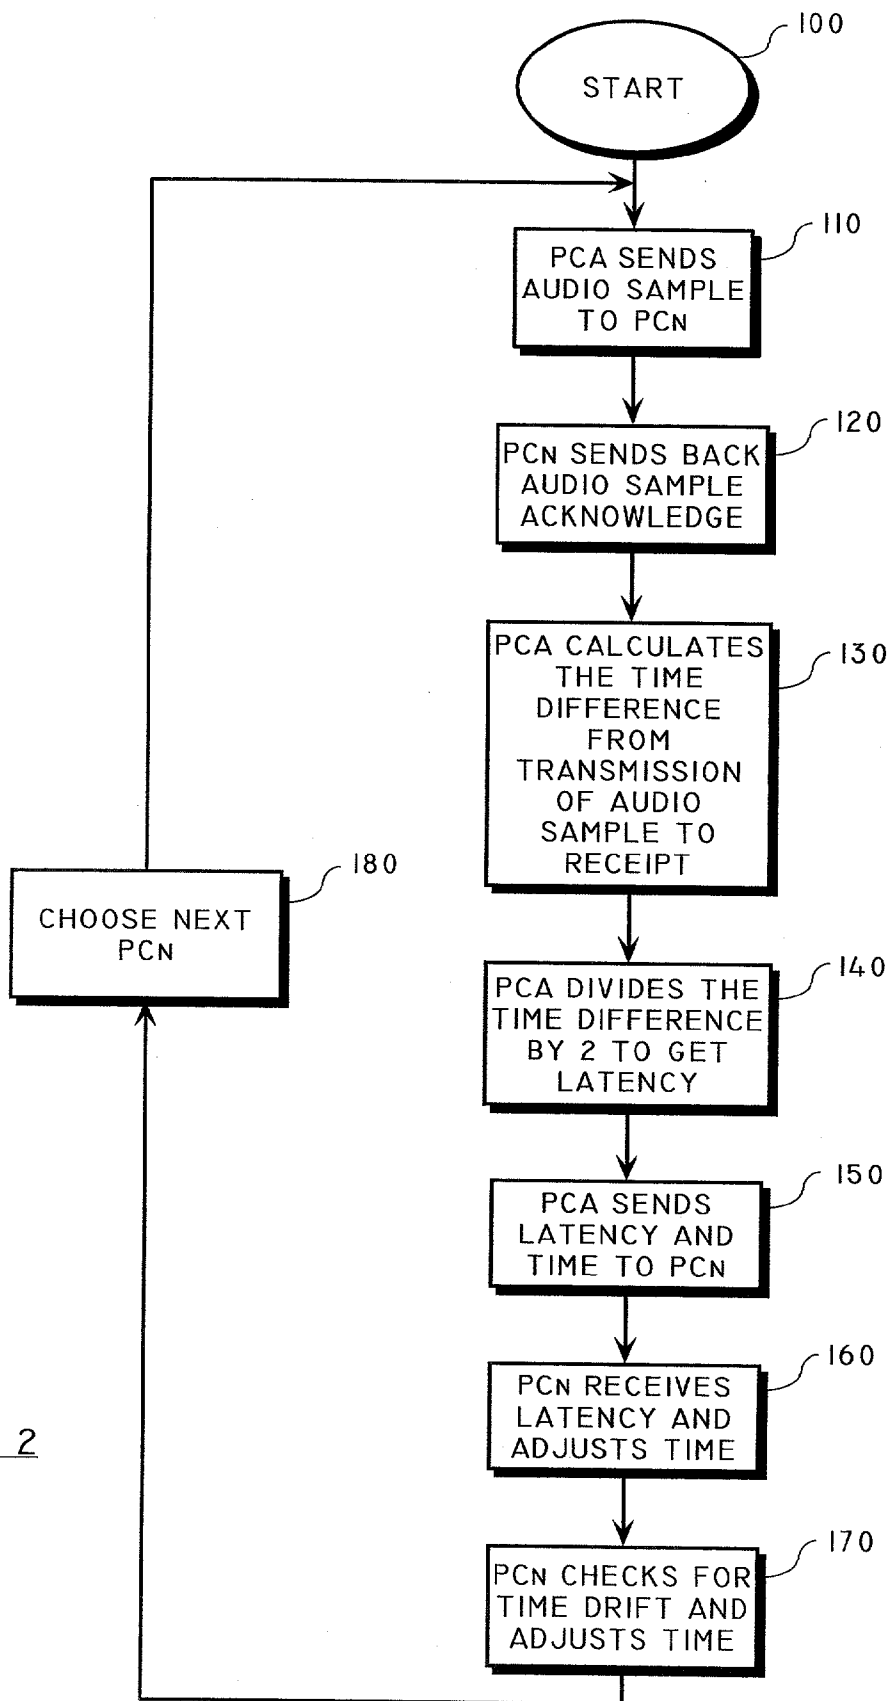 100
START
110
PCA SENDS
AUDIO SAMPLE
TO PCN
120
PCN SENDS BACK
AUDIO SAMPLE
ACKNOWLEDGE
130
PCA CALCULATES
THE TIME
DIFFERENCE
FROM
TRANSMISSION
OF AUDIO
SAMPLE TO
RECEIPT
180
CHOOSE NEXT
PCN
140
PCA DIVIDES THE
TIME DIFFERENCE
BY 2 TO GET
LATENCY
150
PCA SENDS
LATENCY AND
TIME TO PCN
160
PCN RECEIVES
LATENCY AND
ADJUSTS TIME
2
170
PCN CHECKS FOR
TIME DRIFT AND
ADJUSTS TIME